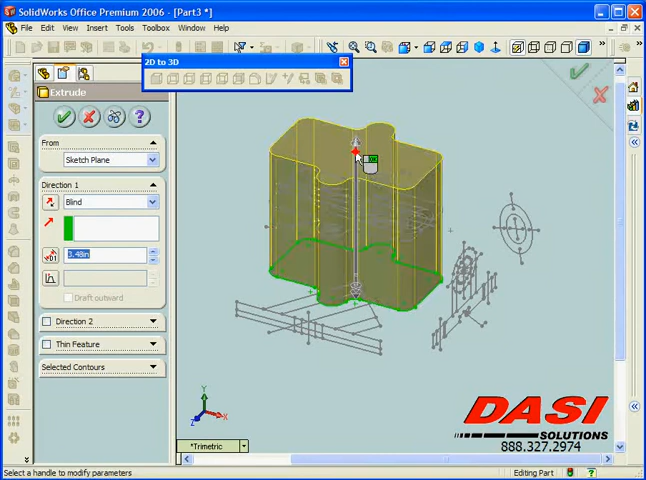 SolidWorks Office Premium 2006 - [Part3 *]
File Edit View Insert Tools Toolbox Window Help
2D to 3D
Extrude
From
Sketch Plane
Direction 1
Blind
3.48in
Draft outward
Direction 2
Thin Feature
Selected Contours
Y
X
Z
DASI
SOLUTIONS
888.327.2974
*Trimetric
Select a handle to modify parameters
Editing Part